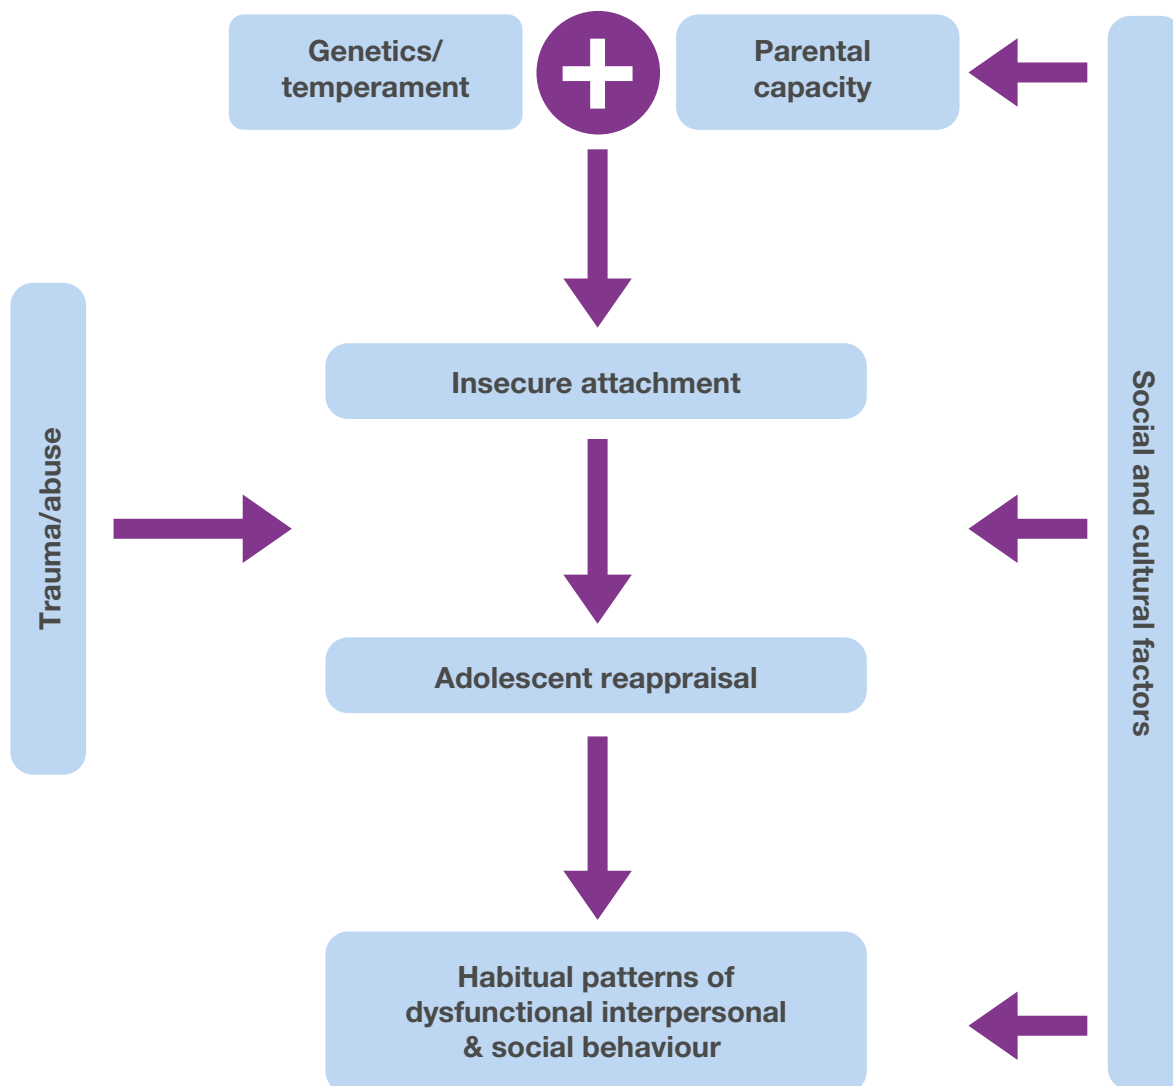 Genetics/
temperament
Parental
capacity
Insecure attachment
Trauma/abuse
Social and cultural factors
Adolescent reappraisal
Habitual patterns of
dysfunctional interpersonal
& social behaviour